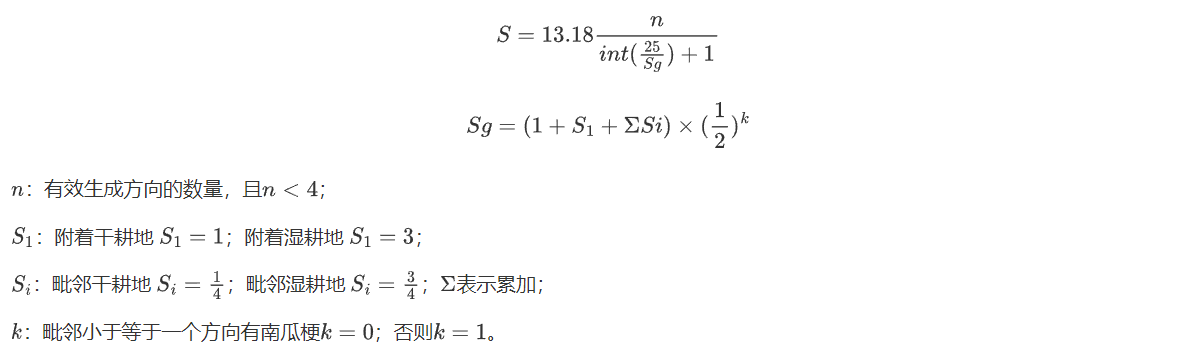 $S = 13.18\frac{n}{int(\frac{25}{Sg}) + 1}$
$Sg = (1 + S_1 + \Sigma Si) \times (\frac{1}{2})^k$
$n$：有效生成方向的数量，且$n < 4$；
$S_1$：附着干耕地 $S_1 = 1$；附着湿耕地 $S_1 = 3$；
$S_i$：毗邻干耕地 $S_i = \frac{1}{4}$；毗邻湿耕地 $S_i = \frac{3}{4}$；$\Sigma$表示累加；
$k$：毗邻小于等于一个方向有南瓜梗$k = 0$；否则$k = 1$。